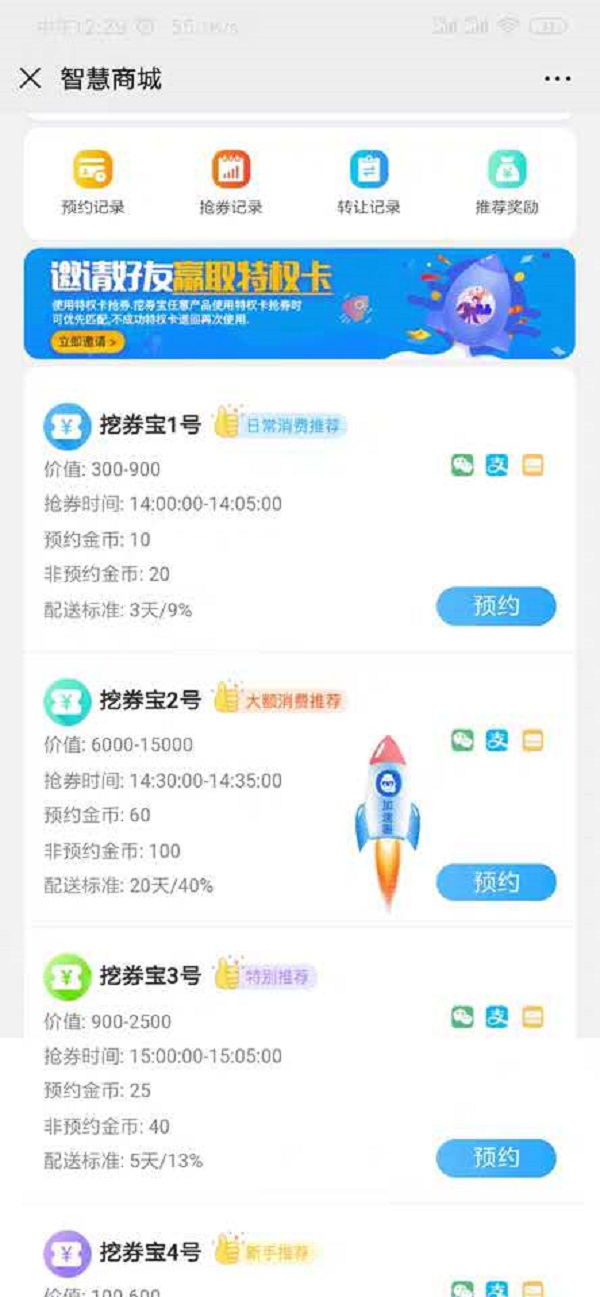 中午12:29
智慧商城
预约记录
抢券记录
转让记录
推荐奖励
邀请好友赢取特权卡
使用特权卡抢券,挖券宝任意产品使用特权卡抢券时
可优先匹配,不成功特权卡退回再次使用.
立即邀请 >
挖券宝1号 日常消费推荐
价值: 300-900
抢券时间: 14:00:00-14:05:00
预约金币: 10
非预约金币: 20
配送标准: 3天/9%
预约
挖券宝2号 大额消费推荐
价值: 6000-15000
抢券时间: 14:30:00-14:35:00
预约金币: 60
非预约金币: 100
配送标准: 20天/40%
预约
挖券宝3号 特别推荐
价值: 900-2500
抢券时间: 15:00:00-15:05:00
预约金币: 25
非预约金币: 40
配送标准: 5天/13%
预约
挖券宝4号 新手推荐
价值: 100-600